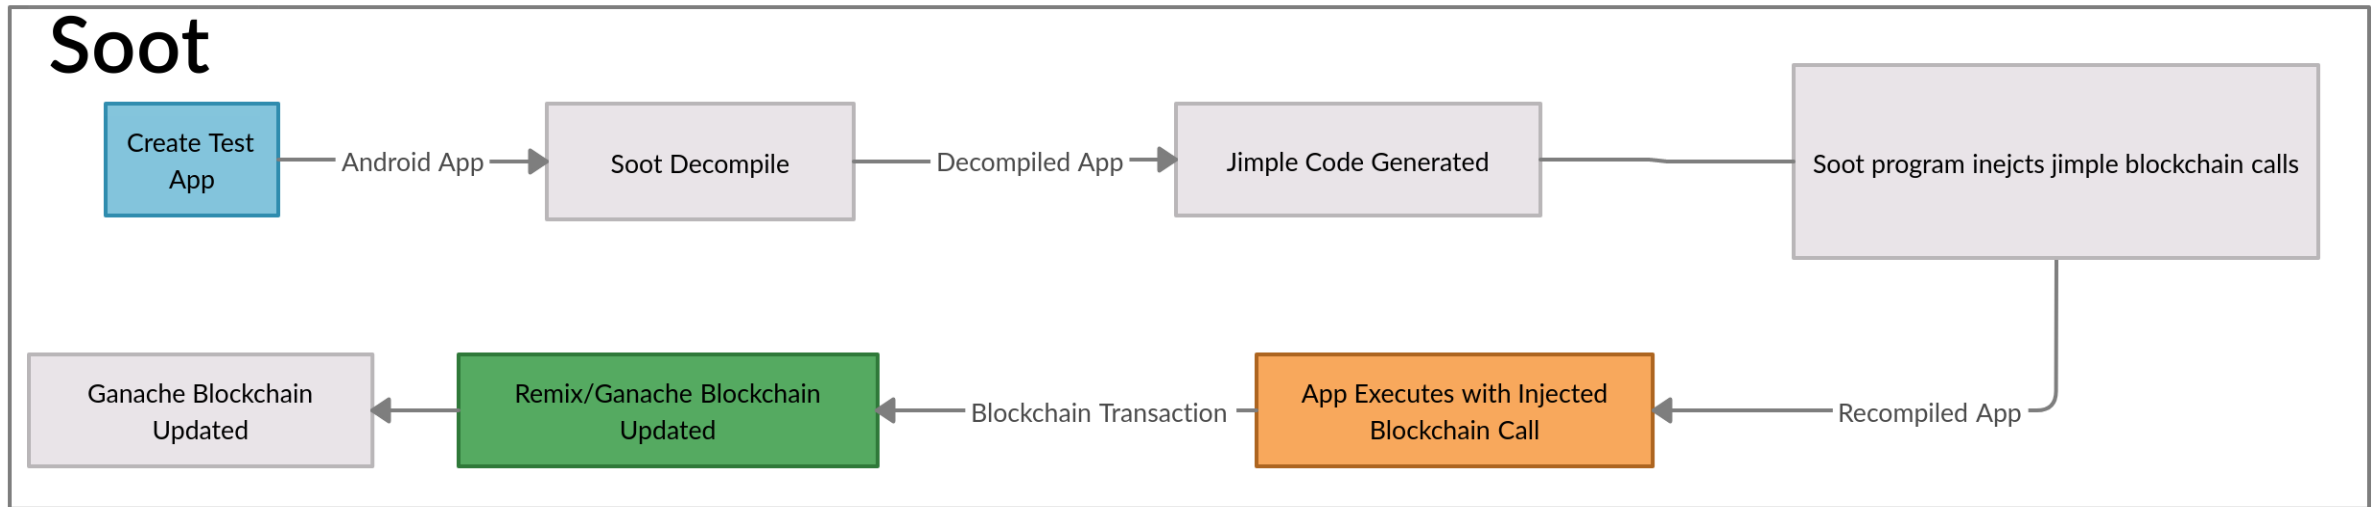 Soot
Create Test
App
Android App
Soot Decompile
Decompiled App
Jimple Code Generated
Soot program inejcts jimple blockchain calls
Recompiled App
App Executes with Injected
Blockchain Call
Blockchain Transaction
Remix/Ganache Blockchain
Updated
Ganache Blockchain
Updated